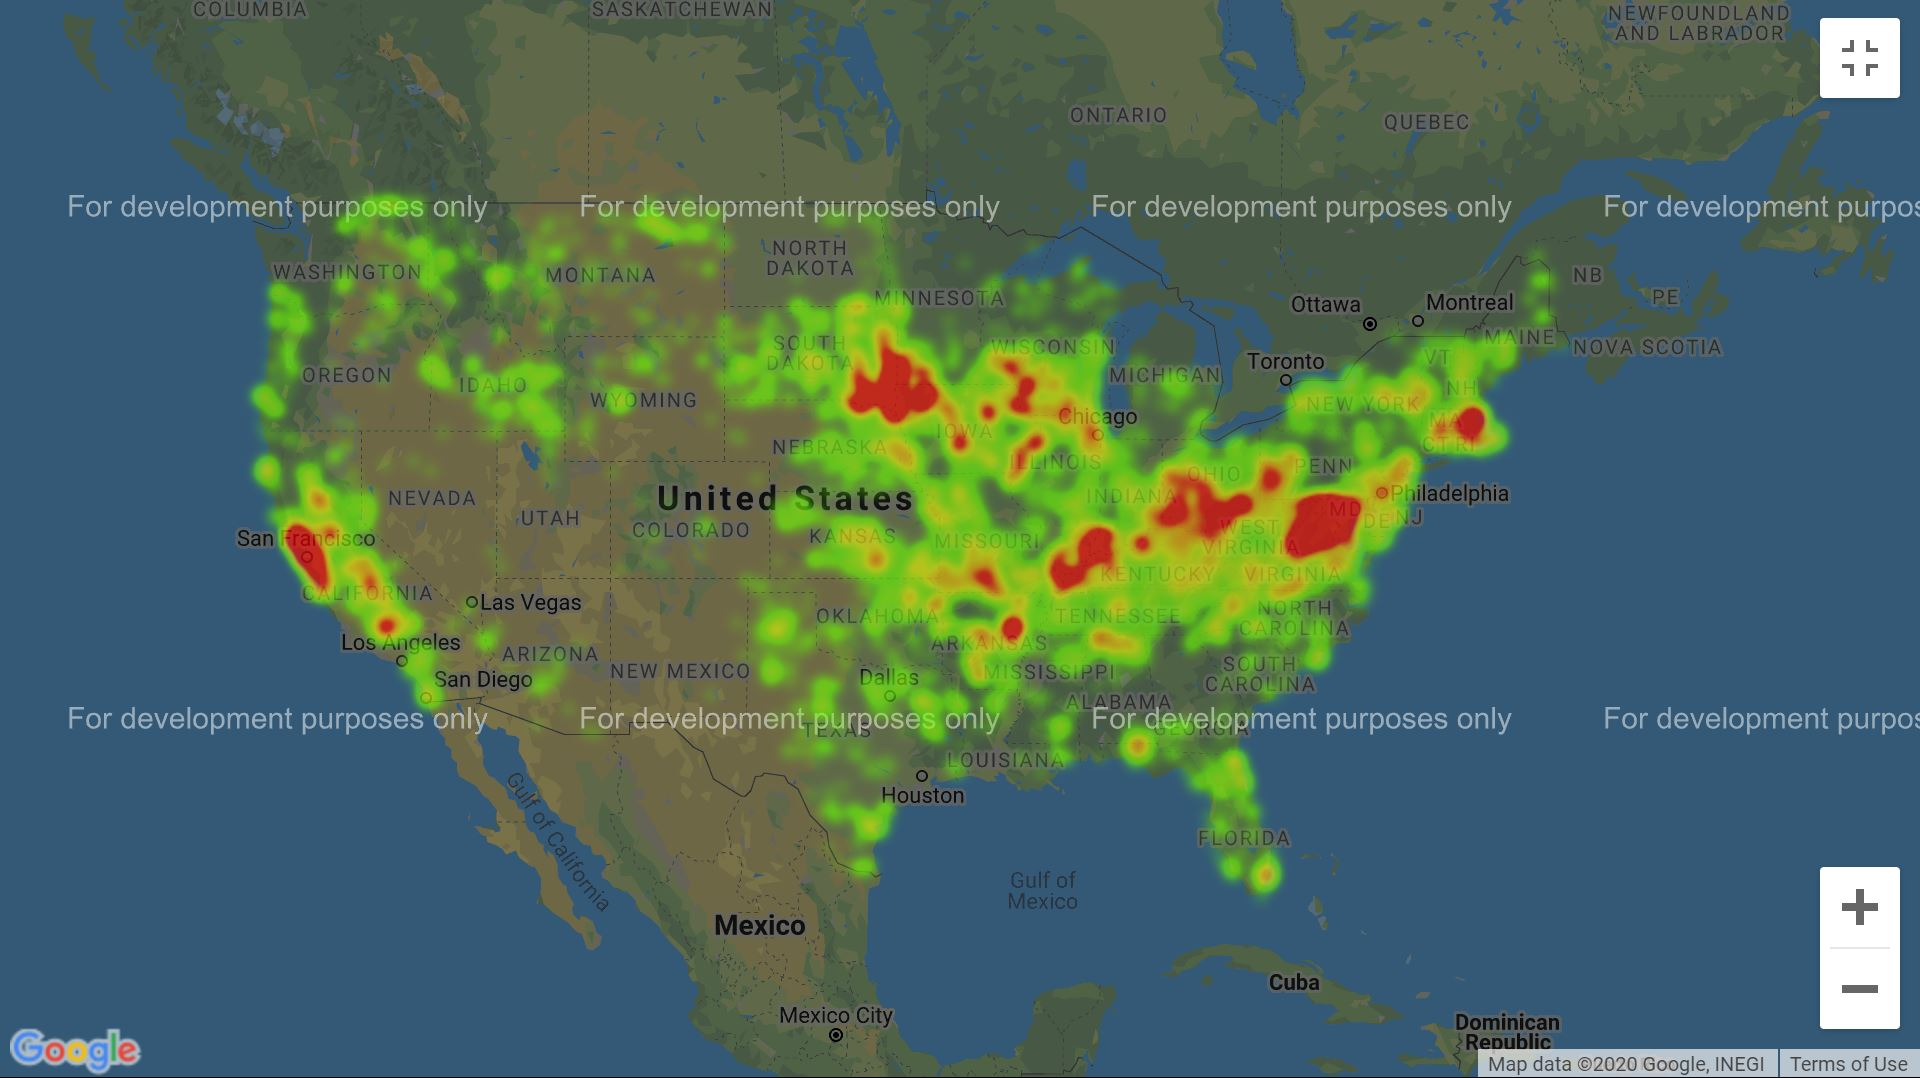 COLUMBIA
SASKATCHEWAN
NEWFOUNDLAND
AND LABRADOR
ONTARIO
QUEBEC
For development purposes only
For development purposes only
For development purposes only
For development purpos
NORTH
DAKOTA
WASHINGTON
MONTANA
NB
MINNESOTA
PE
Ottawa
Montreal
MAINE
NOVA SCOTIA
SOUTH
DAKOTA
WISCONSIN
VT
Toronto
OREGON
IDAHO
MICHIGAN
NH
WYOMING
NEW YORK
Chicago
MA
IOWA
NEBRASKA
CT RI
ILLINOIS
OHIO
PENN
United States
NEVADA
INDIANA
Philadelphia
UTAH
COLORADO
MD
DE NJ
San Francisco
KANSAS
MISSOURI
WEST
VIRGINIA
CALIFORNIA
KENTUCKY
VIRGINIA
Las Vegas
OKLAHOMA
TENNESSEE
NORTH
CAROLINA
Los Angeles
ARIZONA
NEW MEXICO
ARKANSAS
MISSISSIPPI
SOUTH
CAROLINA
San Diego
Dallas
ALABAMA
For development purposes only
For development purposes only
For development purposes only
For development purpos
TEXAS
GEORGIA
LOUISIANA
Houston
Gulf of California
FLORIDA
Gulf of
Mexico
Mexico
Cuba
Mexico City
Dominican
Republic
Google
Map data ©2020 Google, INEGI
Terms of Use